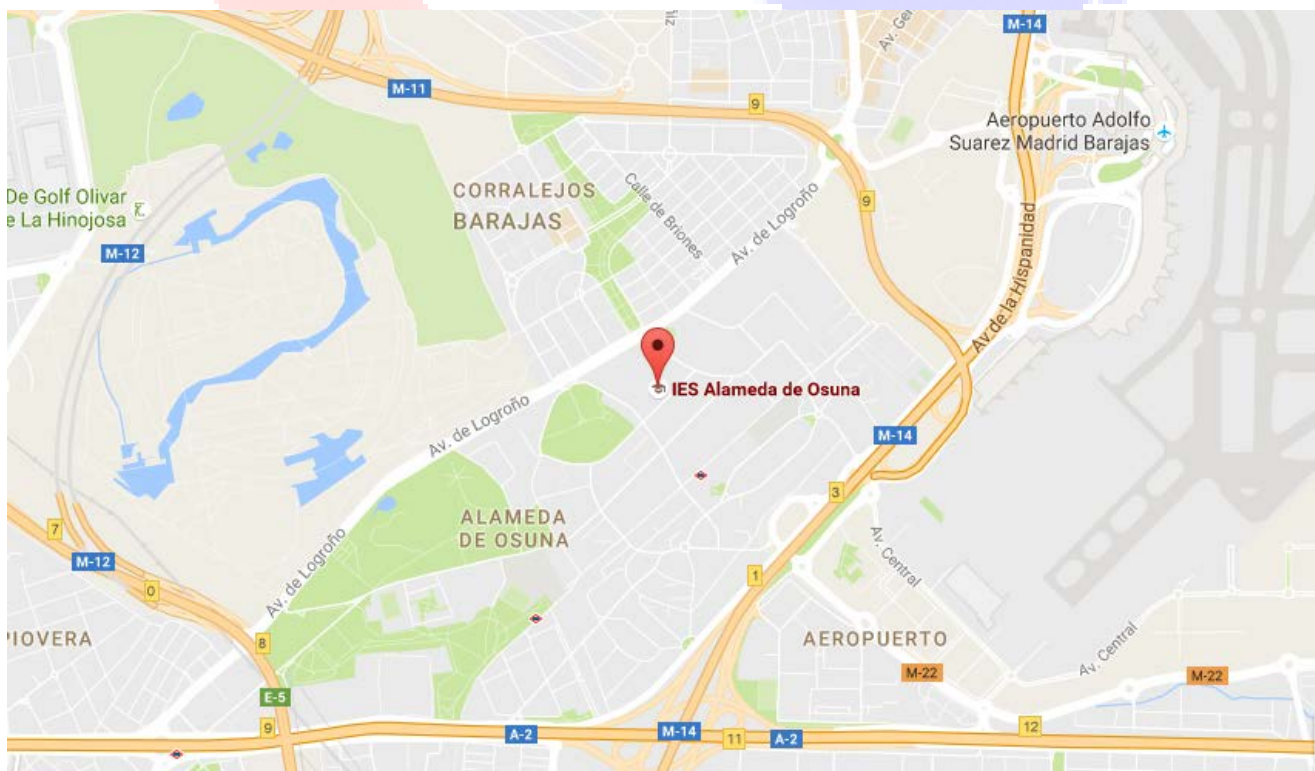 M-14
Av. Ge
M-11
9
Aeropuerto Adolfo
Suarez Madrid Barajas
De Golf Olivar
e La Hinojosa
CORRALEJOS
BARAJAS
Calle de Briones
Av. de Logroño
9
M-12
Av. de la Hispanidad
IES Alameda de Osuna
Av. de Logroño
M-14
3
ALAMEDA
DE OSUNA
7
Av. de Logroño
M-12
0
Av. Central
1
PIOVERA
8
AEROPUERTO
Av. Central
M-22
M-22
E-5
9
A-2
M-14
11
A-2
12